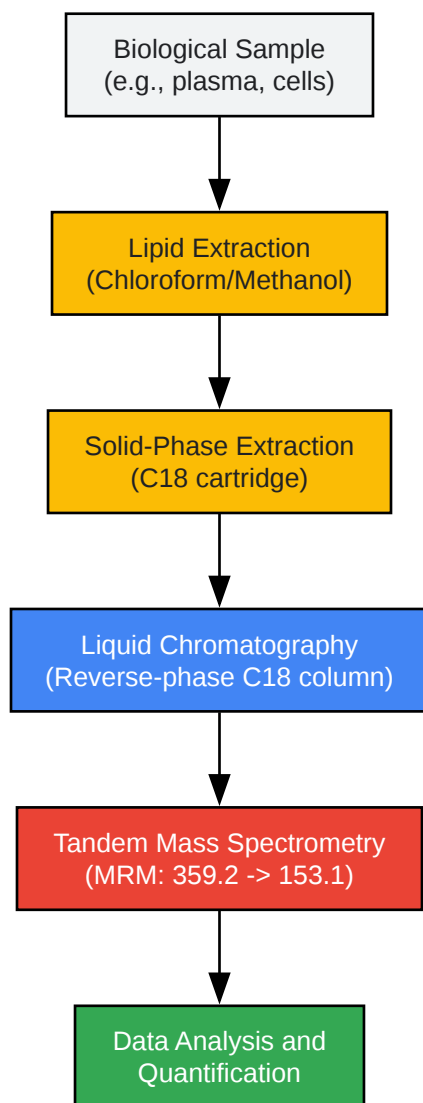 Biological Sample
(e.g., plasma, cells)
Lipid Extraction
(Chloroform/Methanol)
Solid-Phase Extraction
(C18 cartridge)
Liquid Chromatography
(Reverse-phase C18 column)
Tandem Mass Spectrometry
(MRM: 359.2 -> 153.1)
Data Analysis and
Quantification